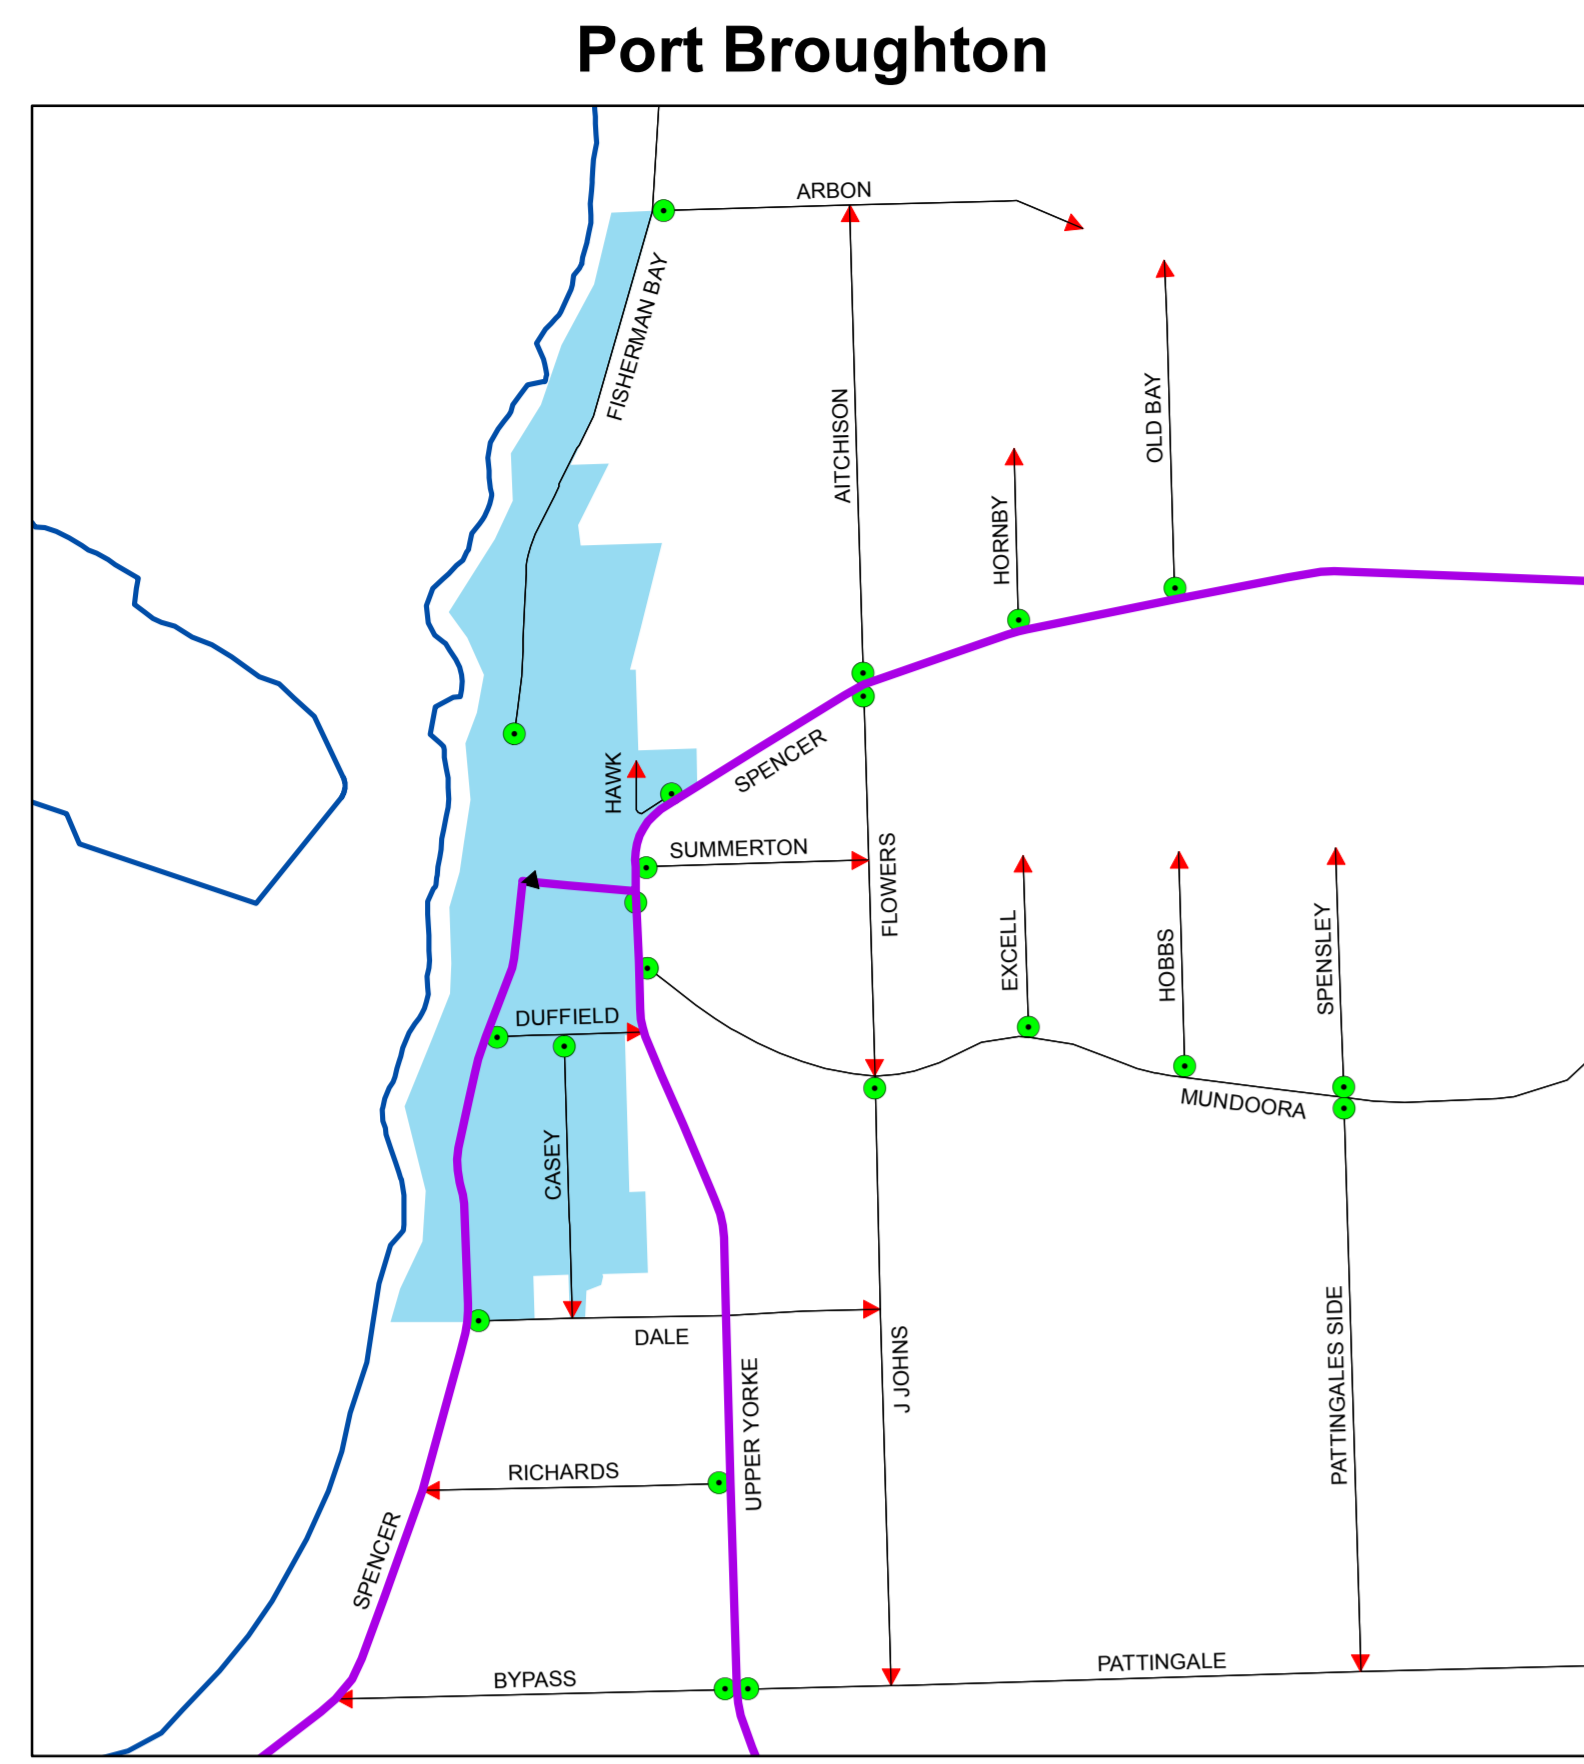 Port Broughton
ARBON
FISHERMAN BAY
AITCHISON
OLD BAY
HORNBY
SPENCER
HAWK
SUMMERTON
FLOWERS
EXCELL
HOBBS
SPENSLEY
DUFFIELD
MUNDOORA
CASEY
DALE
J JOHNS
PATTINGALES SIDE
UPPER YORKE
RICHARDS
SPENCER
BYPASS
PATTINGALE